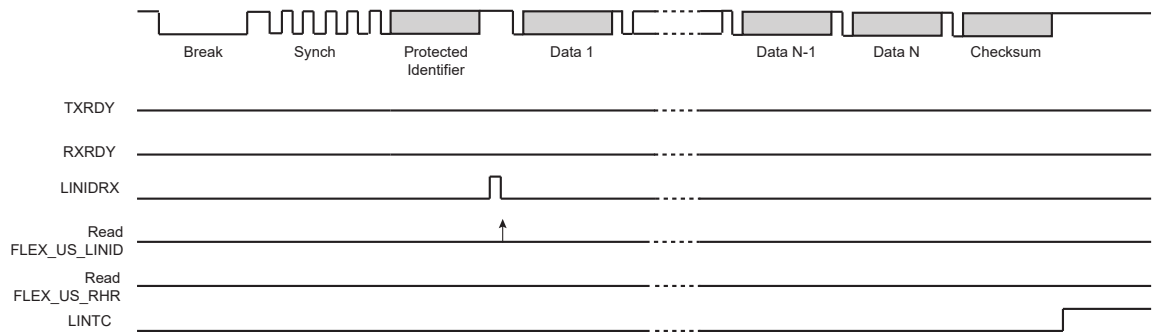 Break
Synch
Protected
Identifier
Data 1
Data N-1
Data N
Checksum
TXRDY
RXRDY
LINIDRX
Read
FLEX_US_LINID
Read
FLEX_US_RHR
LINTC